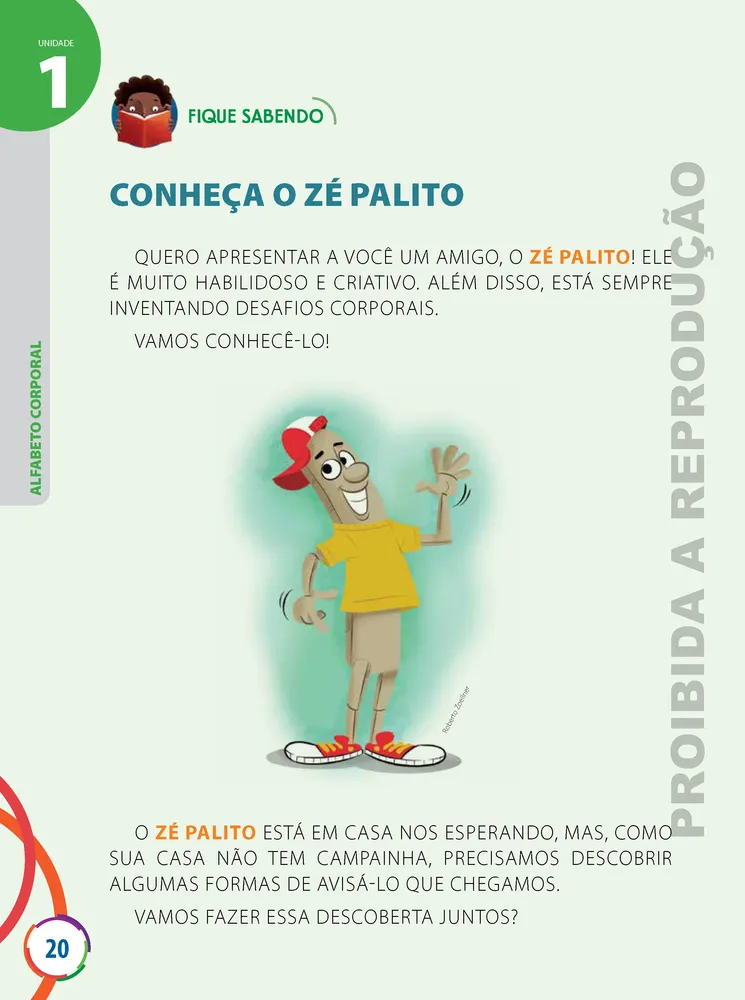 UNIDADE
1
FIQUE SABENDO
CONHEÇA O ZÉ PALITO
QUERO APRESENTAR A VOCÊ UM AMIGO, O ZÉ PALITO! ELE
É MUITO HABILIDOSO E CRIATIVO. ALÉM DISSO, ESTÁ SEMPRE
INVENTANDO DESAFIOS CORPORAIS.
VAMOS CONHECÊ-LO!
ALFABETO CORPORAL
Roberto Zoellner
O ZÉ PALITO ESTÁ EM CASA NOS ESPERANDO, MAS, COMO
SUA CASA NÃO TEM CAMPAINHA, PRECISAMOS DESCOBRIR
ALGUMAS FORMAS DE AVISÁ-LO QUE CHEGAMOS.
VAMOS FAZER ESSA DESCOBERTA JUNTOS?
20
PROIBIDA A REPRODUÇÃO